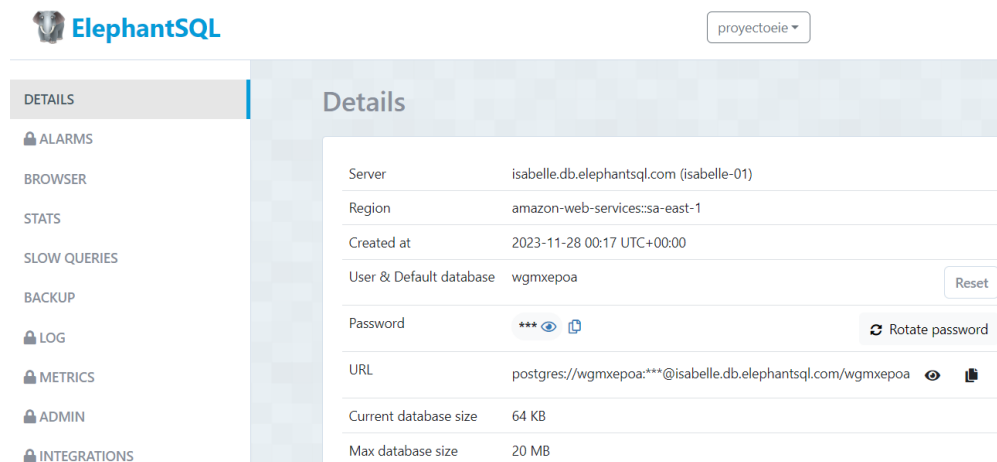 ElephantSQL
proyectoeie
DETAILS
ALARMS
BROWSER
STATS
SLOW QUERIES
BACKUP
LOG
METRICS
ADMIN
INTEGRATIONS
Details
Server isabelle.db.elephantsql.com (isabelle-01)
Region amazon-web-services::sa-east-1
Created at 2023-11-28 00:17 UTC+00:00
User & Default database wgmxepoa Reset
Password *** Rotate password
URL postgres://wgmxepoa:***@isabelle.db.elephantsql.com/wgmxepoa
Current database size 64 KB
Max database size 20 MB